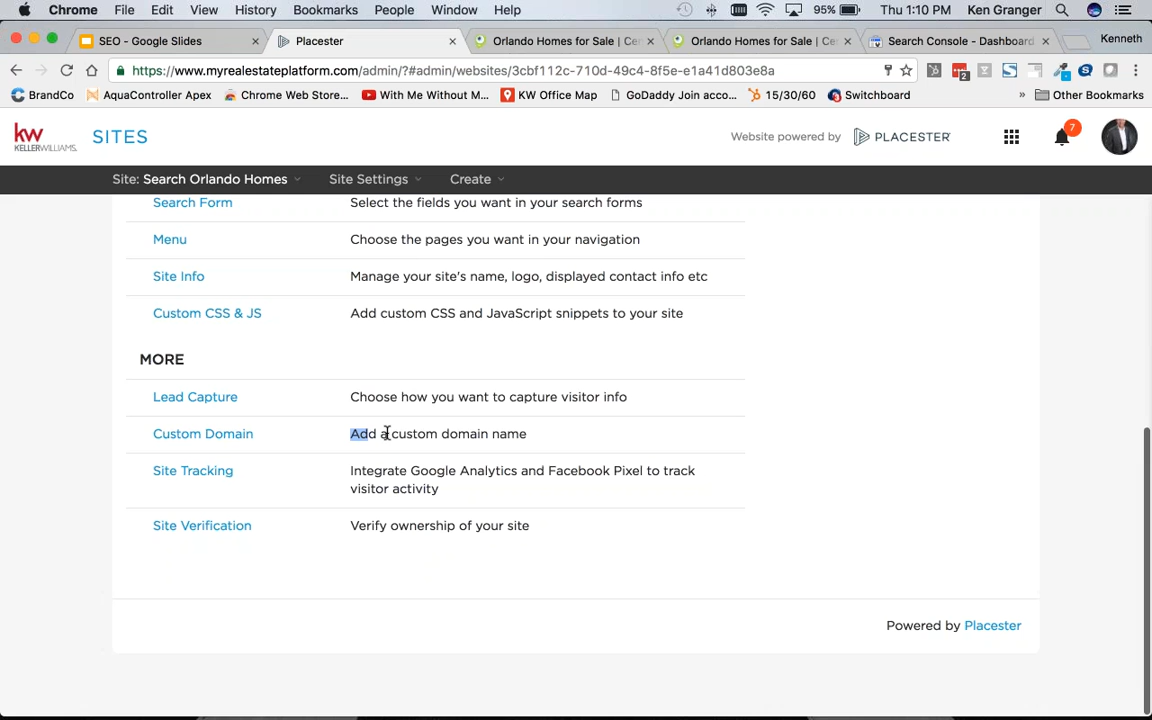 Chrome File Edit View History Bookmarks People Window Help 95% Thu 1:10 PM Ken Granger
SEO - Google Slides Placester Orlando Homes for Sale | Cen Orlando Homes for Sale | Cen Search Console - Dashboard Kenneth
https://www.myrealestateplatform.com/admin/?#admin/websites/3cbf112c-710d-49c4-8f5e-e1a41d803e8a 2
BrandCo AquaController Apex Chrome Web Store... With Me Without M... KW Office Map GoDaddy Join acco... 15/30/60 Switchboard » Other Bookmarks
kw KELLERWILLIAMS. SITES Website powered by PLACESTER 7
Site: Search Orlando Homes Site Settings Create
Search Form Select the fields you want in your search forms
Menu Choose the pages you want in your navigation
Site Info Manage your site's name, logo, displayed contact info etc
Custom CSS & JS Add custom CSS and JavaScript snippets to your site
MORE
Lead Capture Choose how you want to capture visitor info
Custom Domain Add a custom domain name
Site Tracking Integrate Google Analytics and Facebook Pixel to track
visitor activity
Site Verification Verify ownership of your site
Powered by Placester